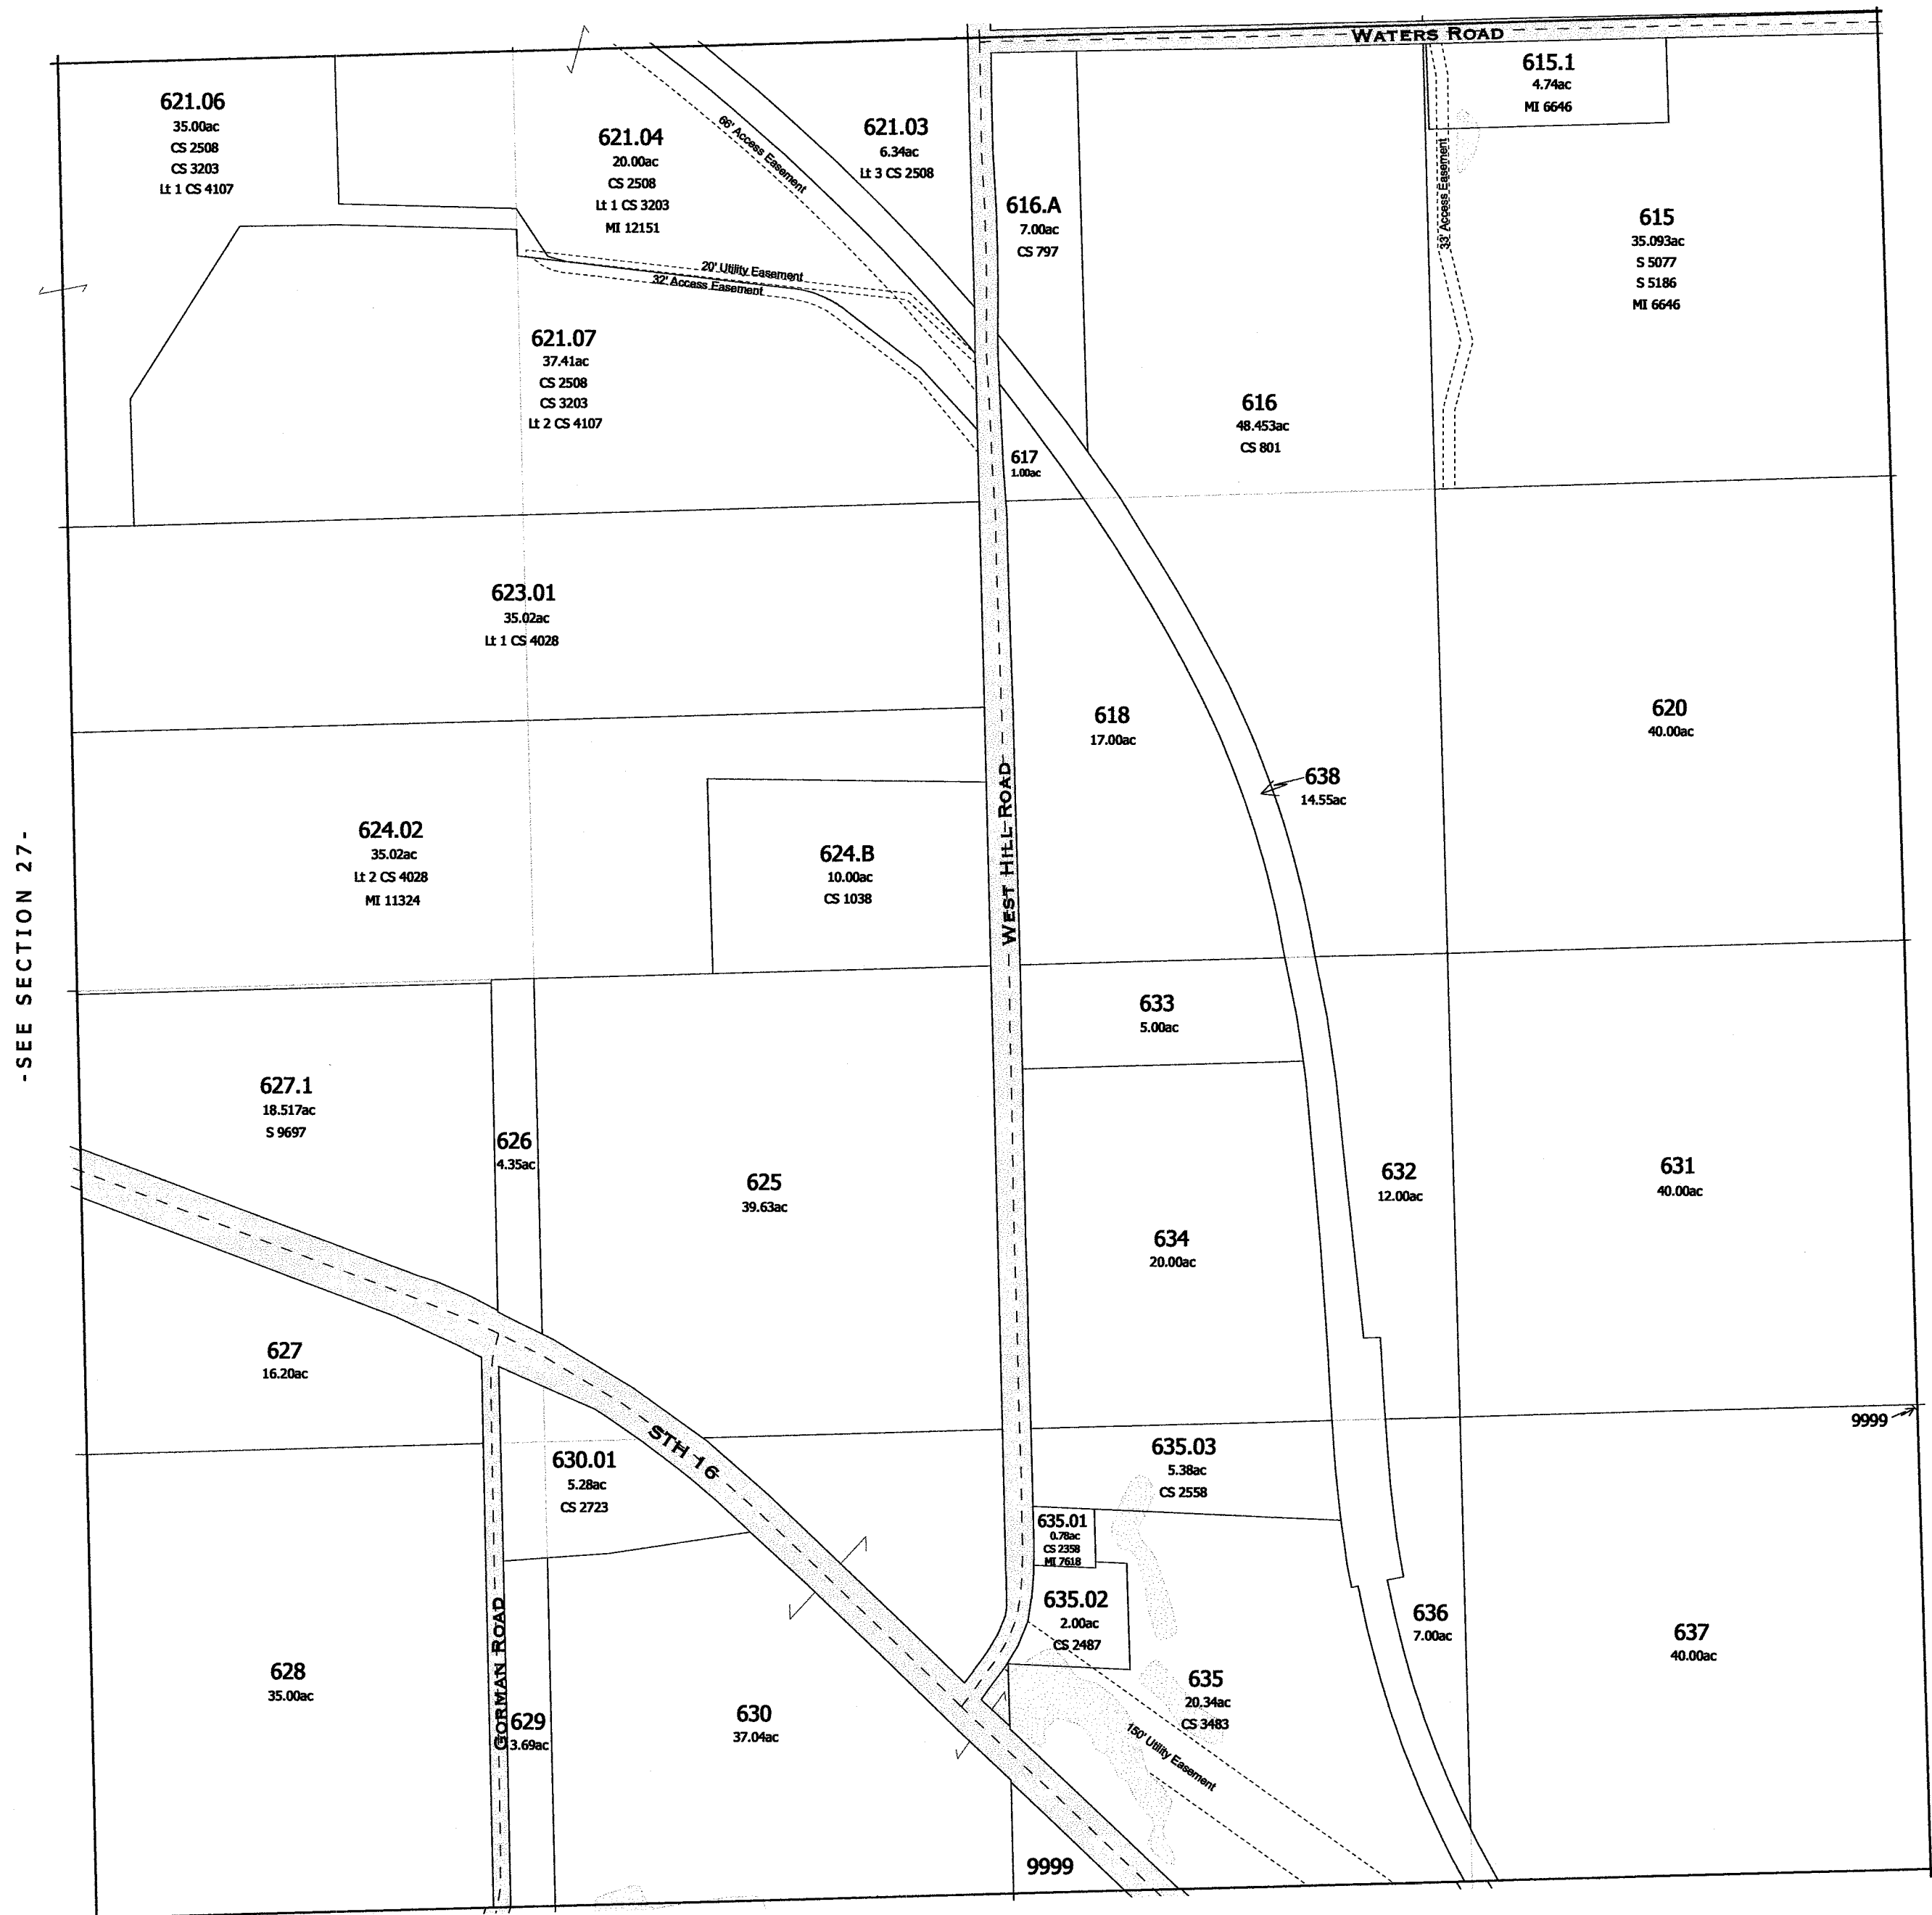 WATERS ROAD
615.1
4.74ac
MI 6646
621.06
35.00ac
CS 2508
CS 3203
Lt 1 CS 4107
621.04
20.00ac
CS 2508
Lt 1 CS 3203
MI 12151
66' Access Easement
621.03
6.34ac
Lt 3 CS 2508
616.A
7.00ac
CS 797
33' Access Easement
615
35.093ac
S 5077
S 5186
MI 6646
20' Utility Easement
32' Access Easement
621.07
37.41ac
CS 2508
CS 3203
Lt 2 CS 4107
616
48.453ac
CS 801
617
1.00ac
623.01
35.02ac
Lt 1 CS 4028
618
17.00ac
620
40.00ac
638
14.55ac
WEST HILL ROAD
624.02
35.02ac
Lt 2 CS 4028
MI 11324
624.B
10.00ac
CS 1038
-SEE SECTION 27-
633
5.00ac
627.1
18.517ac
S 9697
626
4.35ac
625
39.63ac
632
12.00ac
631
40.00ac
634
20.00ac
627
16.20ac
9999
STH 16
630.01
5.28ac
CS 2723
635.03
5.38ac
CS 2558
635.01
0.78ac
CS 2358
MI 7618
635.02
2.00ac
CS 2487
636
7.00ac
637
40.00ac
628
35.00ac
GORMAN ROAD
629
3.69ac
630
37.04ac
635
20.34ac
CS 3483
150' Utility Easement
9999